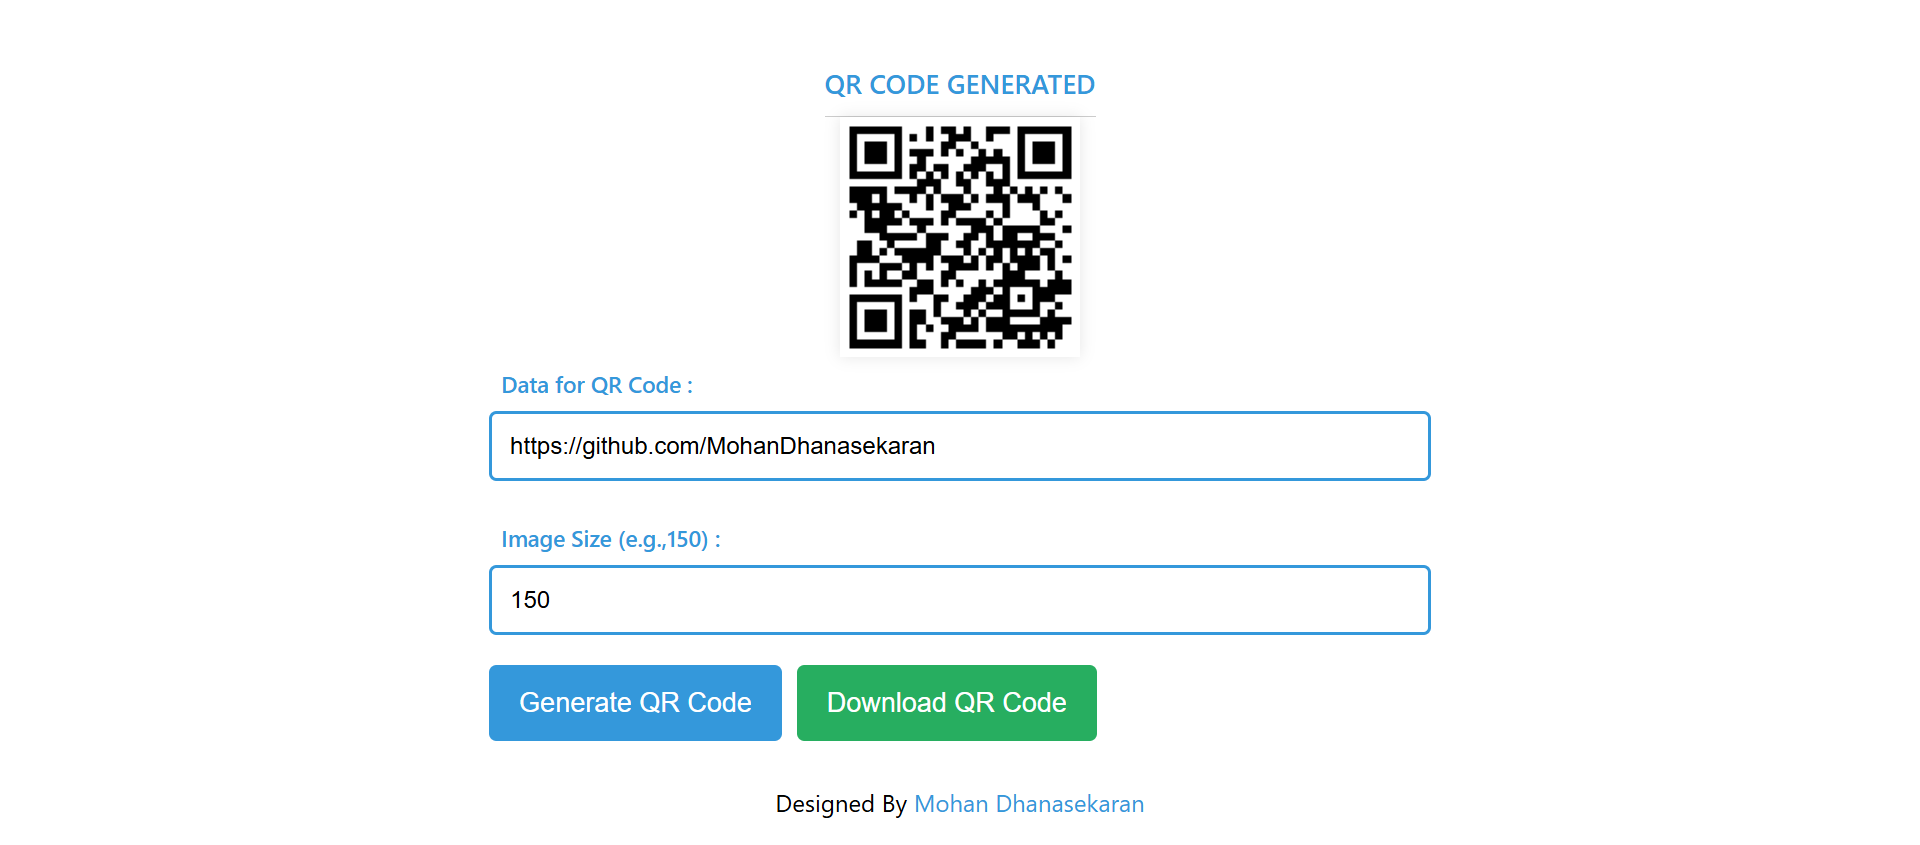 QR CODE GENERATED
Data for QR Code :
https://github.com/MohanDhanasekaran
Image Size (e.g.,150) :
150
Generate QR Code
Download QR Code
Designed By Mohan Dhanasekaran